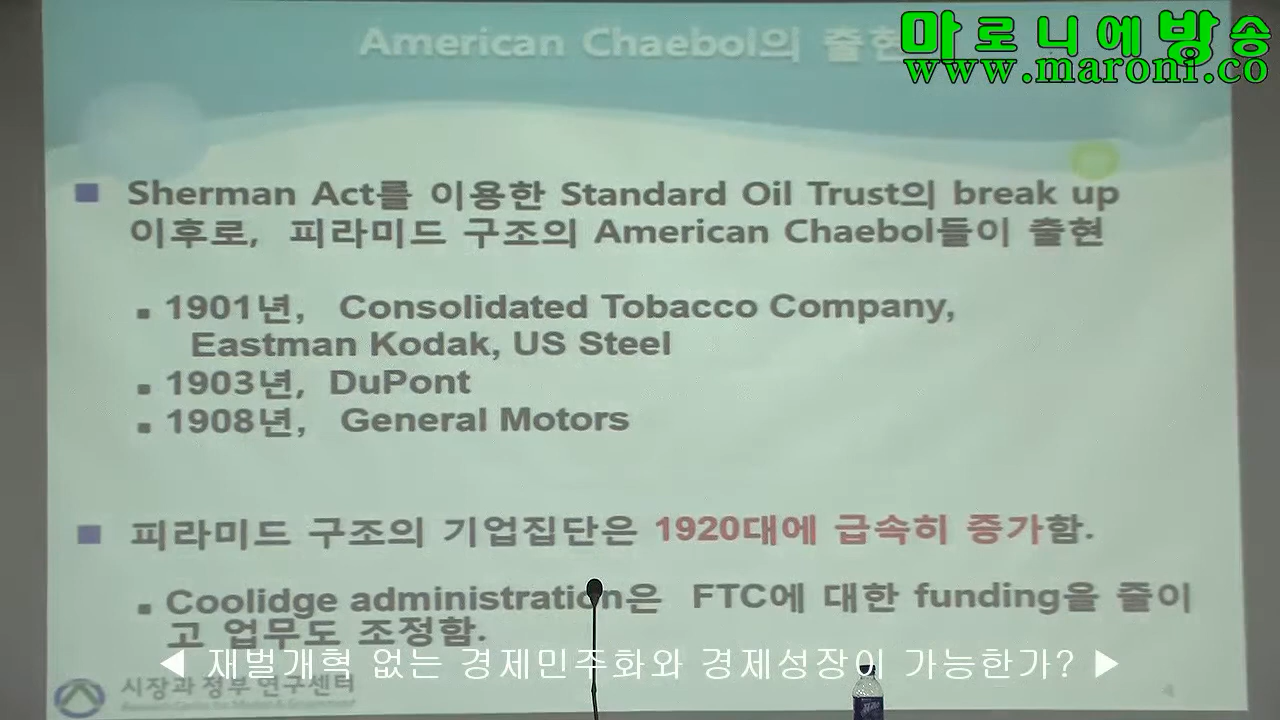 American Chaebol의 출현
마로니에방송
www.maroni.co
Sherman Act를 이용한 Standard Oil Trust의 break up
이후로, 피라미드 구조의 American Chaebol들이 출현
1901년, Consolidated Tobacco Company,
Eastman Kodak, US Steel
1903년, DuPont
1908년, General Motors
피라미드 구조의 기업집단은 1920대에 급속히 증가함.
Coolidge administration은 FTC에 대한 funding을 줄이
고 업무도 조정함.
◀ 재벌개혁 없는 경제민주화와 경제성장이 가능한가? ▶
시장과 정부 연구센터
4